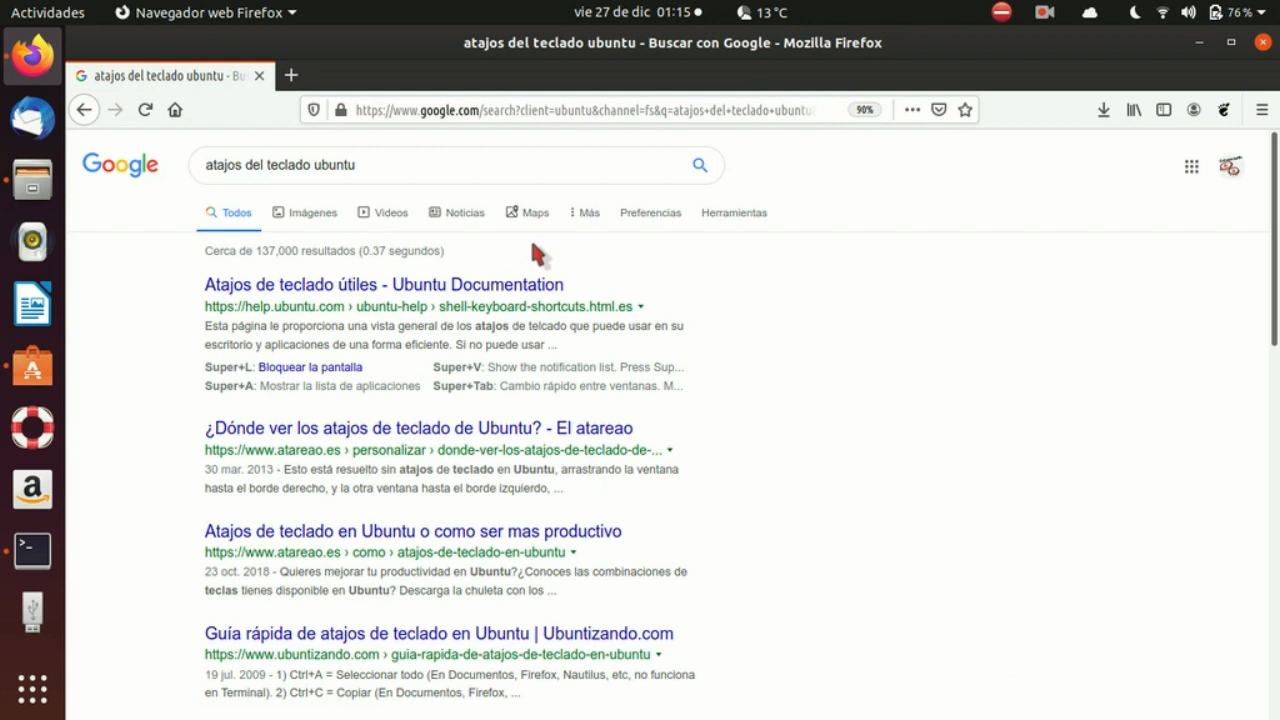 Actividades
Navegador web Firefox
vie 27 de dic 01:15
13 °C
76 %
atajos del teclado ubuntu - Buscar con Google - Mozilla Firefox
atajos del teclado ubuntu - Bu
https://www.google.com/search?client=ubuntu&channel=fs&q=atajos+del+teclado+ubuntu
90%
Google
atajos del teclado ubuntu
Todos
Imágenes
Videos
Noticias
Maps
Más
Preferencias
Herramientas
Cerca de 137,000 resultados (0.37 segundos)
Atajos de teclado útiles - Ubuntu Documentation
https://help.ubuntu.com › ubuntu-help › shell-keyboard-shortcuts.html.es
Esta página le proporciona una vista general de los atajos de telcado que puede usar en su
escritorio y aplicaciones de una forma eficiente. Si no puede usar ...
Super+L: Bloquear la pantalla
Super+V: Show the notification list. Press Sup...
Super+A: Mostrar la lista de aplicaciones
Super+Tab: Cambio rápido entre ventanas. M...
¿Dónde ver los atajos de teclado de Ubuntu? - El atareao
https://www.atareao.es › personalizar › donde-ver-los-atajos-de-teclado-de-...
30 mar. 2013 - Esto está resuelto sin atajos de teclado en Ubuntu, arrastrando la ventana
hasta el borde derecho, y la otra ventana hasta el borde izquierdo, ...
Atajos de teclado en Ubuntu o como ser mas productivo
https://www.atareao.es › como › atajos-de-teclado-en-ubuntu
23 oct. 2018 - Quieres mejorar tu productividad en Ubuntu?¿Conoces las combinaciones de
teclas tienes disponible en Ubuntu? Descarga la chuleta con los ...
Guía rápida de atajos de teclado en Ubuntu | Ubuntizando.com
https://www.ubuntizando.com › guia-rapida-de-atajos-de-teclado-en-ubuntu
19 jul. 2009 - 1) Ctrl+A = Seleccionar todo (En Documentos, Firefox, Nautilus, etc, no funciona
en Terminal). 2) Ctrl+C = Copiar (En Documentos, Firefox, ...